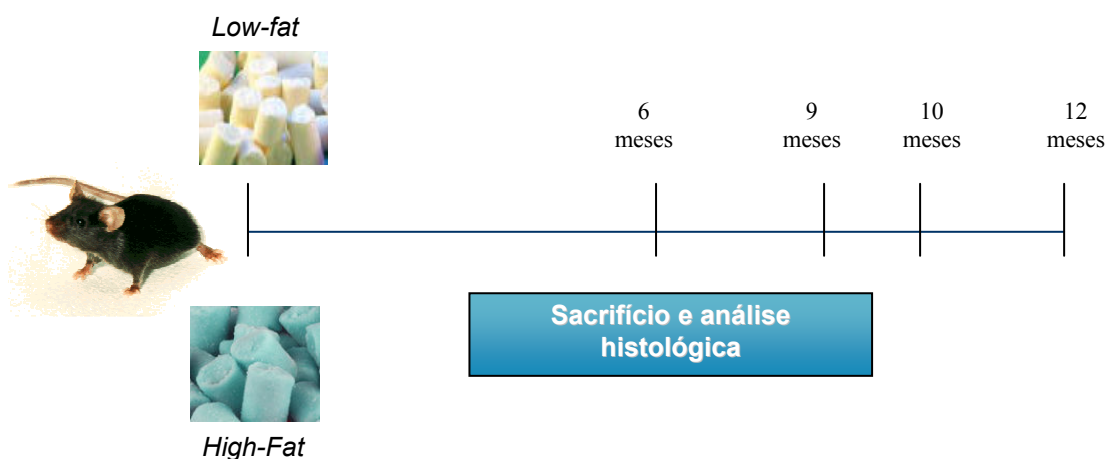 Low-fat
6
meses
9
meses
10
meses
12
meses
Sacrifício e análise
histológica
High-Fat